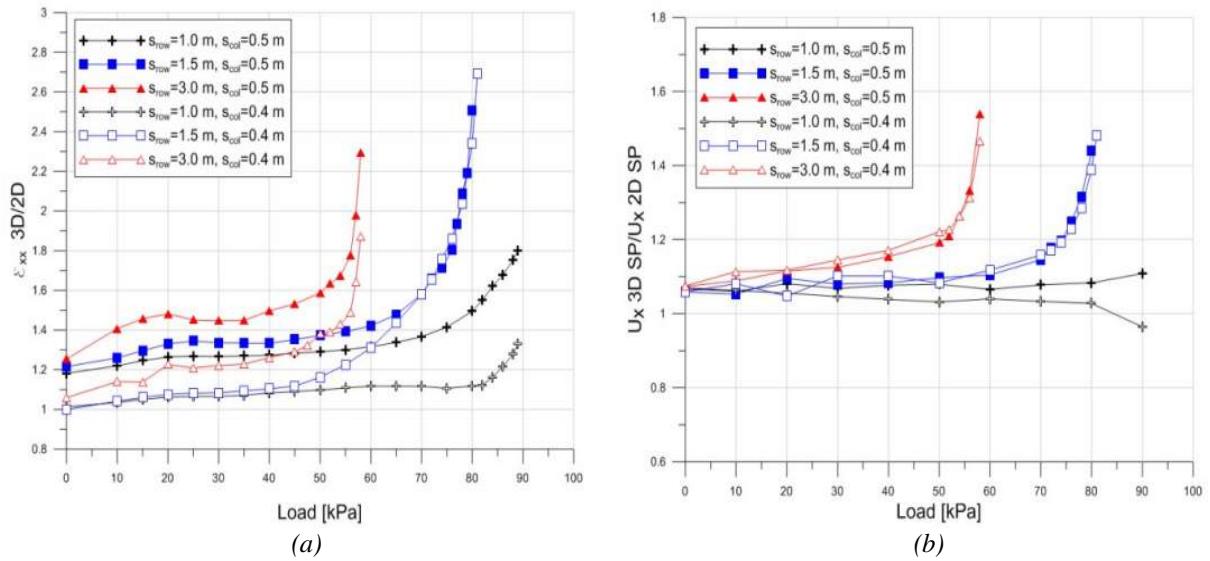 3
2.8
2.6
2.4
2.2
2
1.8
1.6
1.4
1.2
1
0.8
ε xx 3D/2D
s_row=1.0 m, s_col=0.5 m
s_row=1.5 m, s_col=0.5 m
s_row=3.0 m, s_col=0.5 m
s_row=1.0 m, s_col=0.4 m
s_row=1.5 m, s_col=0.4 m
s_row=3.0 m, s_col=0.4 m
0 10 20 30 40 50 60 70 80 90 100
Load [kPa]
(a)
1.8
1.6
1.4
1.2
1
0.8
0.6
Ux 3D SP/Ux 2D SP
s_row=1.0 m, s_col=0.5 m
s_row=1.5 m, s_col=0.5 m
s_row=3.0 m, s_col=0.5 m
s_row=1.0 m, s_col=0.4 m
s_row=1.5 m, s_col=0.4 m
s_row=3.0 m, s_col=0.4 m
0 10 20 30 40 50 60 70 80 90 100
Load [kPa]
(b)